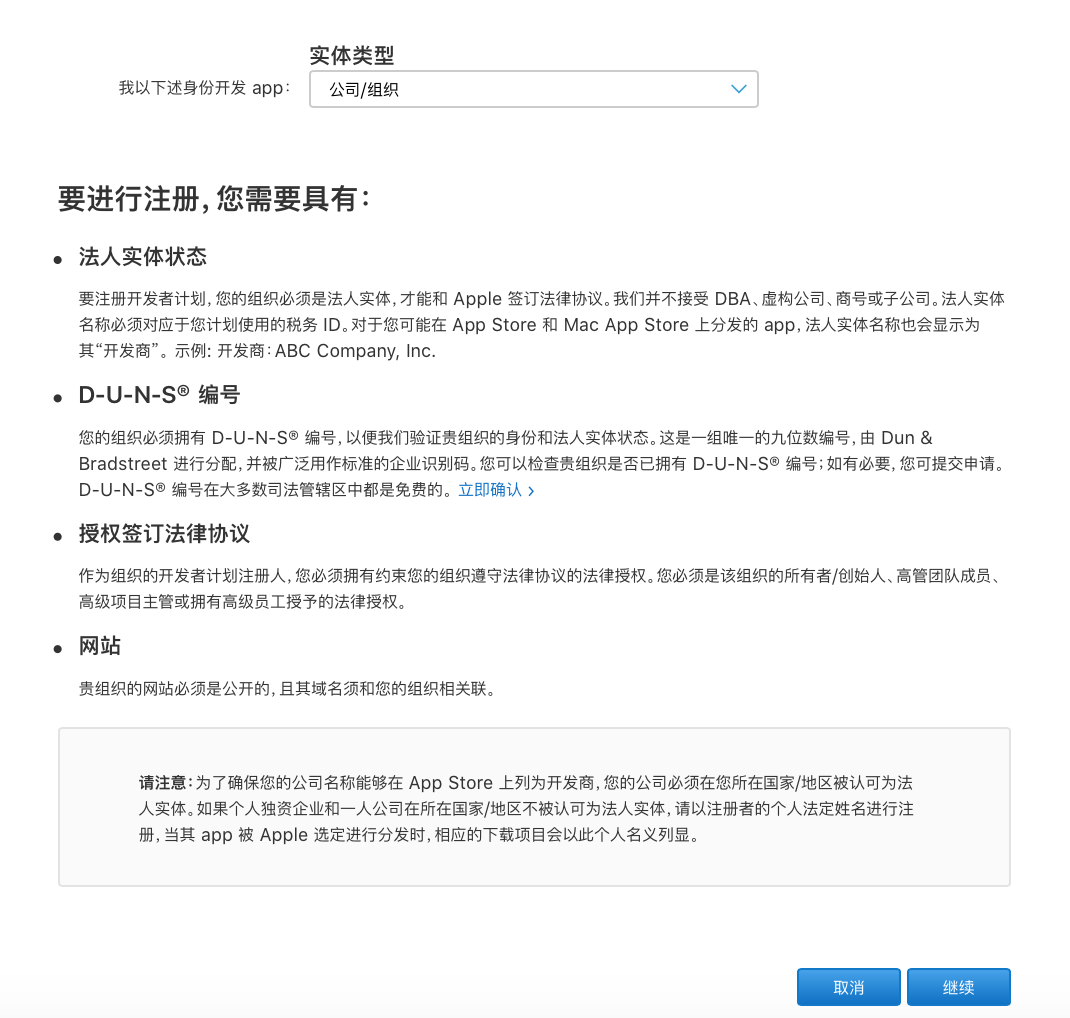 实体类型
我以下述身份开发 app:
公司/组织
要进行注册,您需要具有:
法人实体状态
要注册开发者计划,您的组织必须是法人实体,才能和 Apple 签订法律协议。我们并不接受 DBA、虚构公司、商号或子公司。法人实体
名称必须对应于您计划使用的税务 ID。对于您可能在 App Store 和 Mac App Store 上分发的 app,法人实体名称也会显示为
其“开发商”。示例: 开发商:ABC Company, Inc.
D-U-N-S® 编号
您的组织必须拥有 D-U-N-S® 编号,以便我们验证贵组织的身份和法人实体状态。这是一组唯一的九位数编号,由 Dun &
Bradstreet 进行分配,并被广泛用作标准的企业识别码。您可以检查贵组织是否已拥有 D-U-N-S® 编号;如有必要,您可提交申请。
D-U-N-S® 编号在大多数司法管辖区中都是免费的。立即确认 ›
授权签订法律协议
作为组织的开发者计划注册人,您必须拥有约束您的组织遵守法律协议的法律授权。您必须是该组织的所有者/创始人、高管团队成员、
高级项目主管或拥有高级员工授予的法律授权。
网站
贵组织的网站必须是公开的,且其域名须和您的组织相关联。
请注意:为了确保您的公司名称能够在 App Store 上列为开发商,您的公司必须在您所在国家/地区被认可为法
人实体。如果个人独资企业和一人公司在所在国家/地区不被认可为法人实体,请以注册者的个人法定姓名进行注
册,当其 app 被 Apple 选定进行分发时,相应的下载项目会以此个人名义列显。
取消 继续